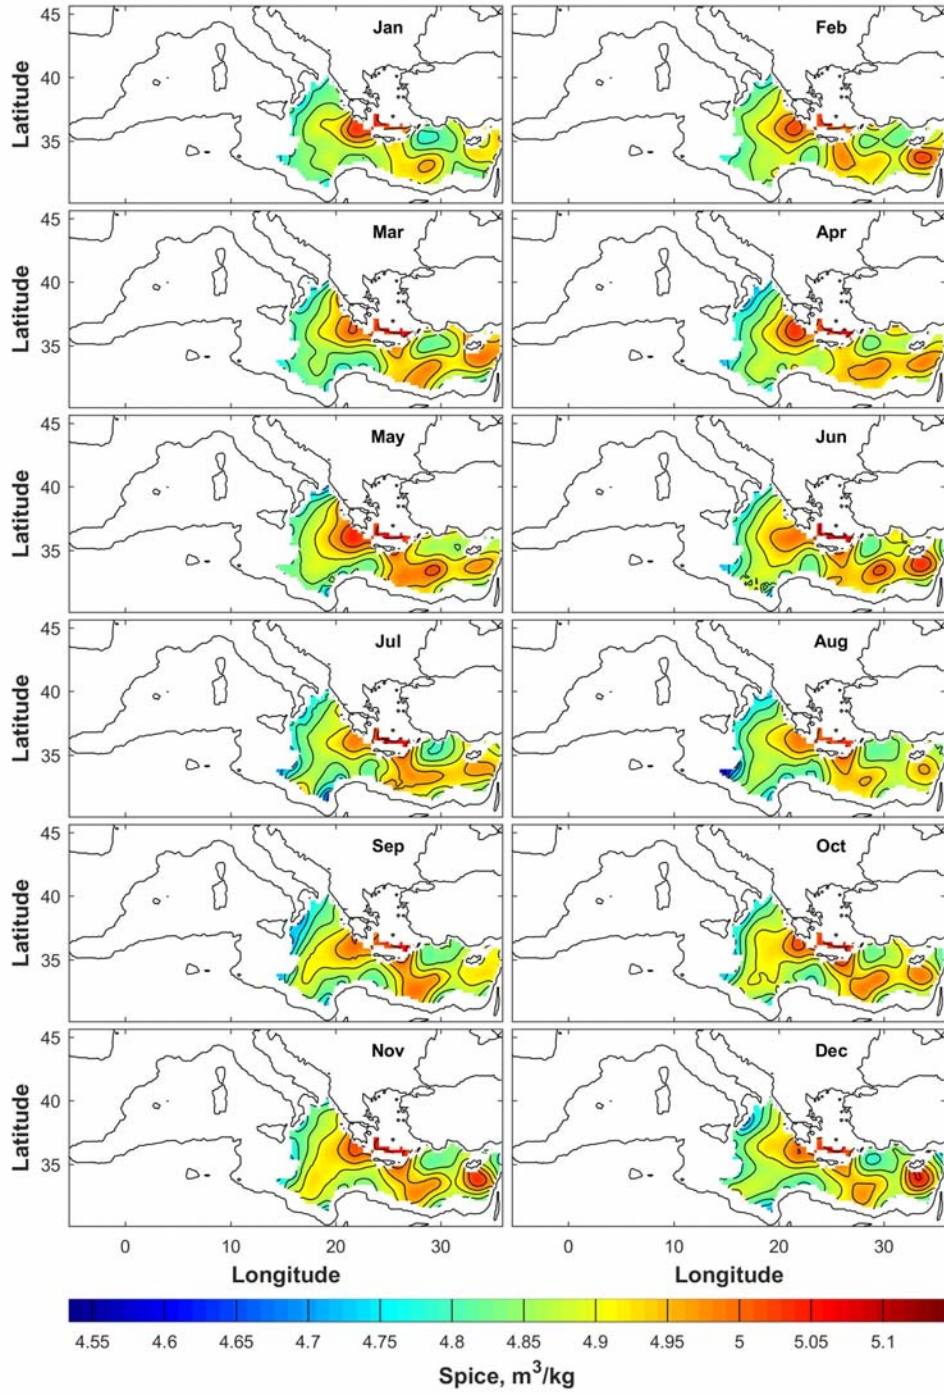 Jan Feb
Latitude 45 40 35
Mar Apr
Latitude 45 40 35
May Jun
Latitude 45 40 35
Jul Aug
Latitude 45 40 35
Sep Oct
Latitude 45 40 35
Nov Dec
Latitude 45 40 35
0 10 20 30 0 10 20 30
Longitude Longitude
4.55 4.6 4.65 4.7 4.75 4.8 4.85 4.9 4.95 5 5.05 5.1
Spice, m³/kg